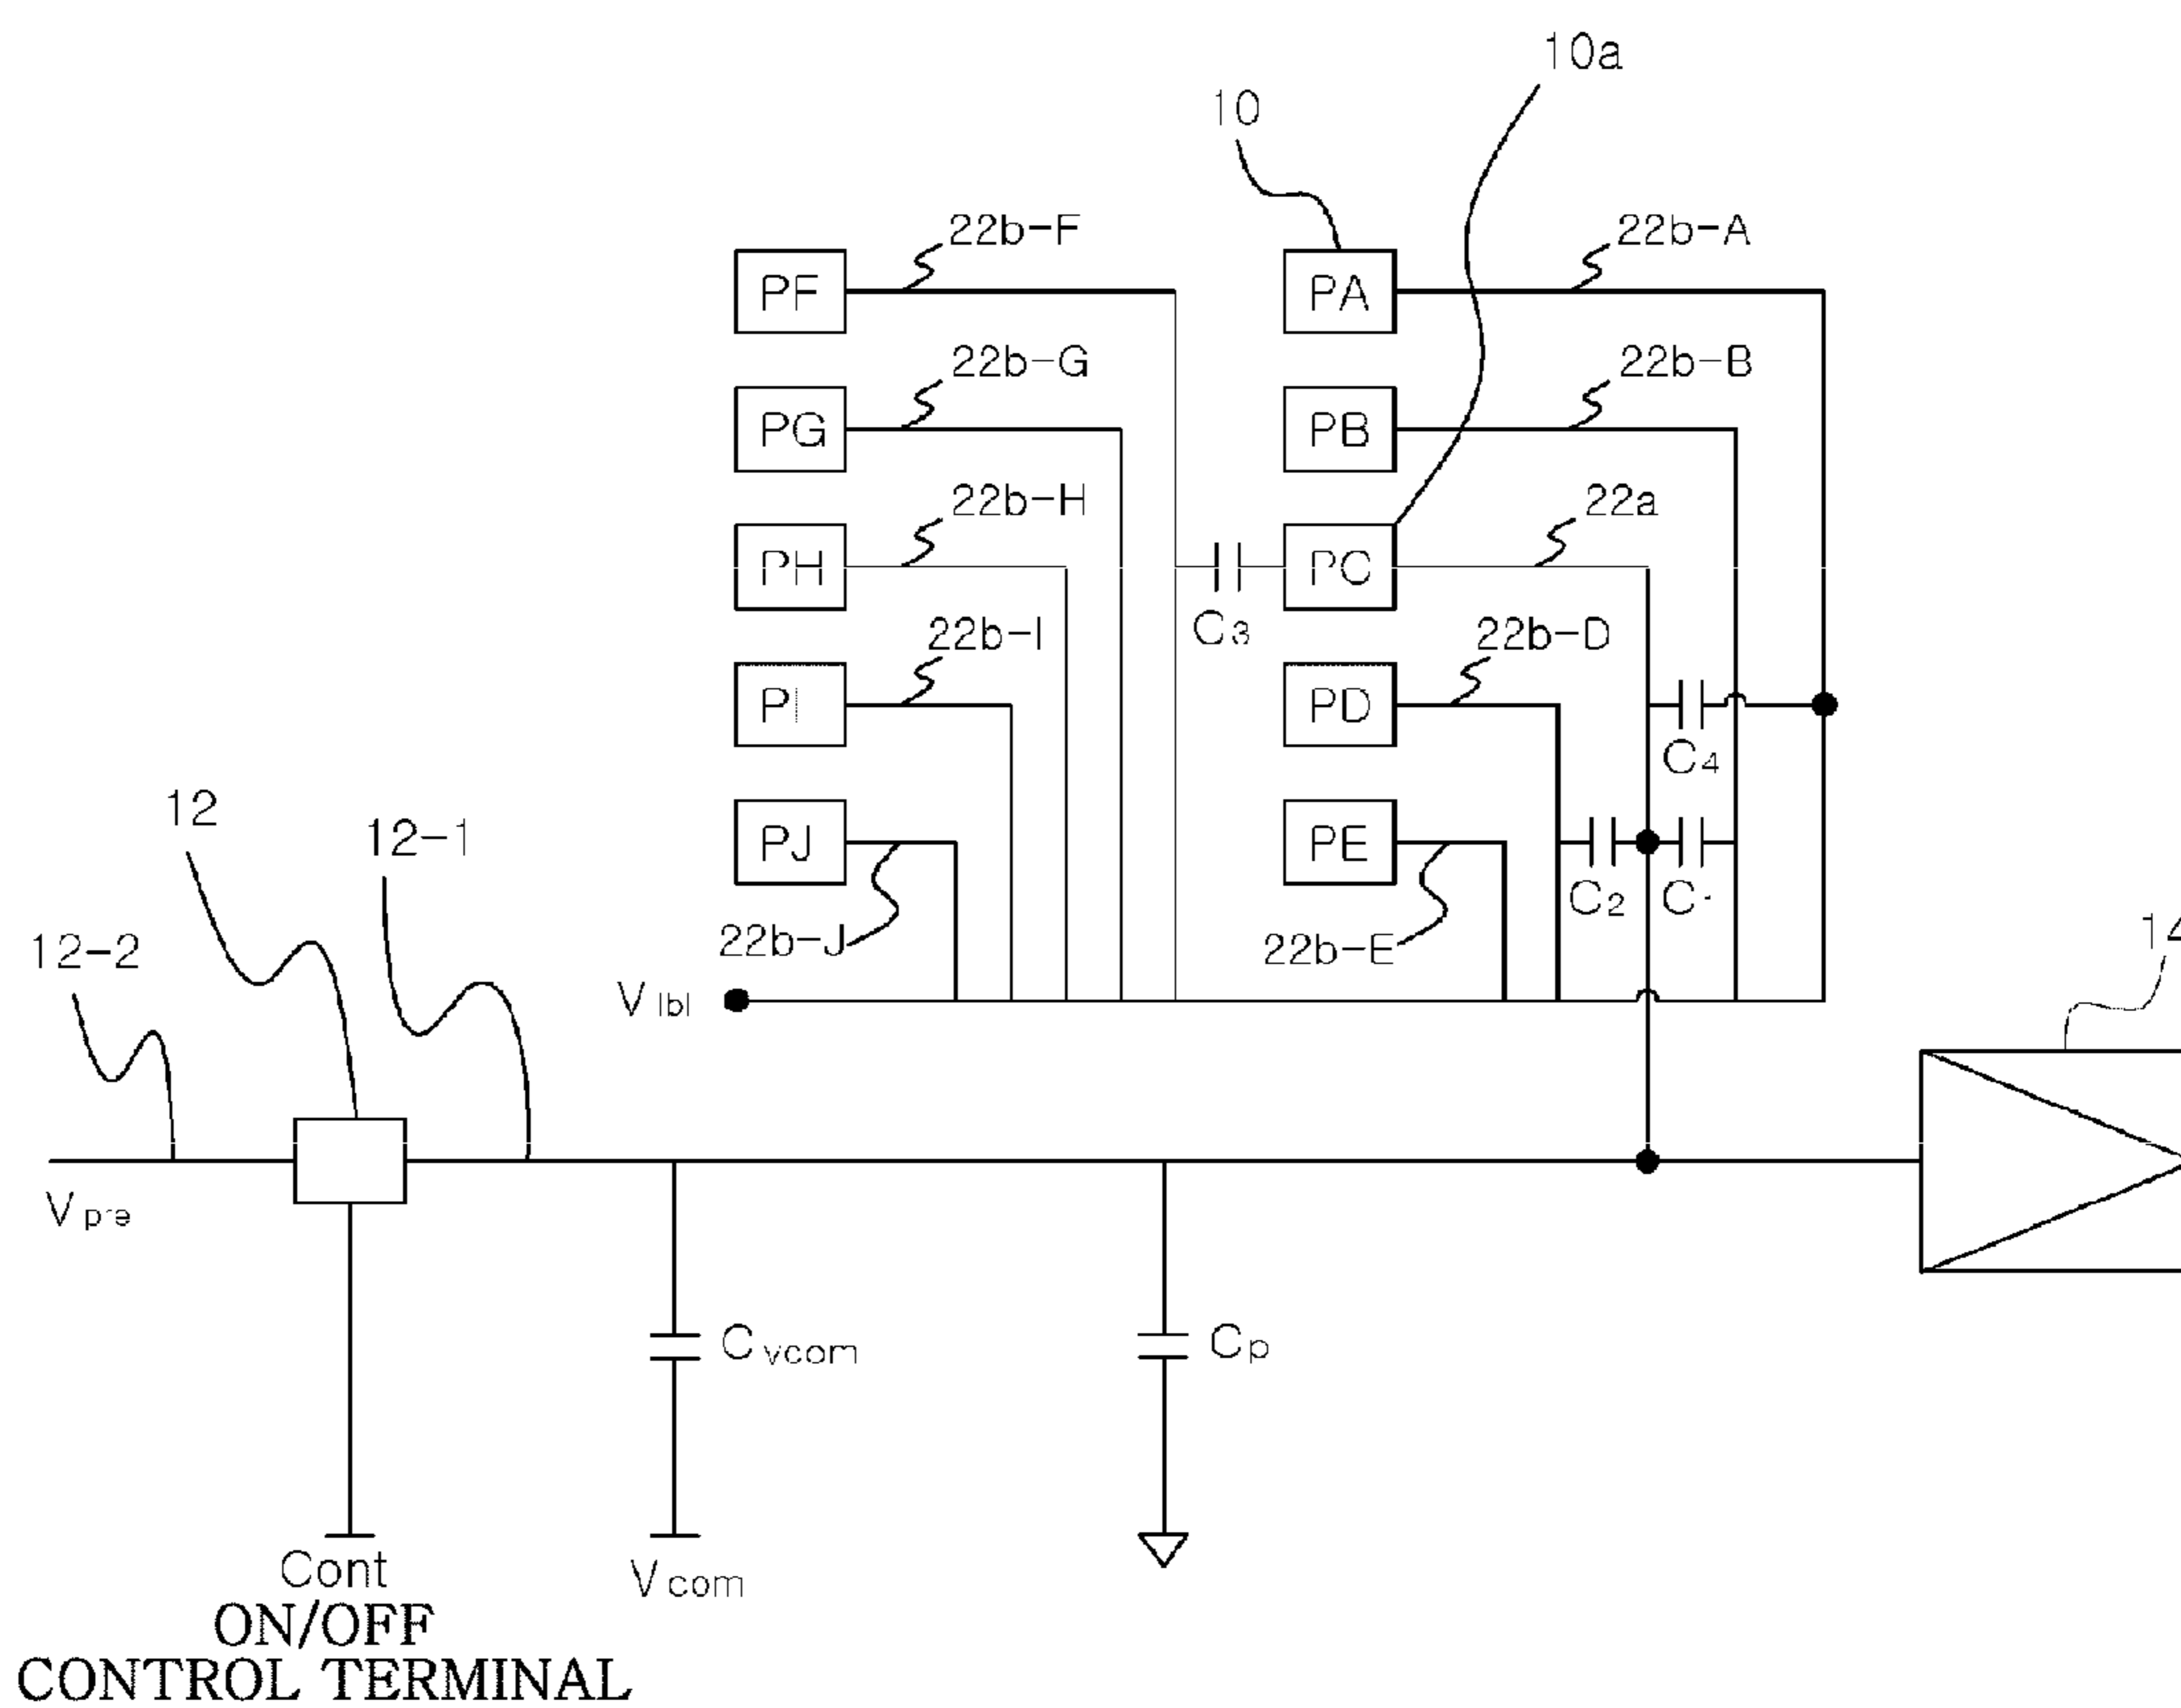 10a
10
22b-F
22b-A
PF
PA
22b-G
22b-B
PG
PB
22b-H
22a
PH
PC
C3
22b-I
22b-D
PI
PD
C4
12
12-1
PJ
PE
C2
C1
22b-J
22b-E
14
12-2
Vlbl
Vpre
Cvcom
Cp
Cont
Vcom
ON/OFF
CONTROL TERMINAL